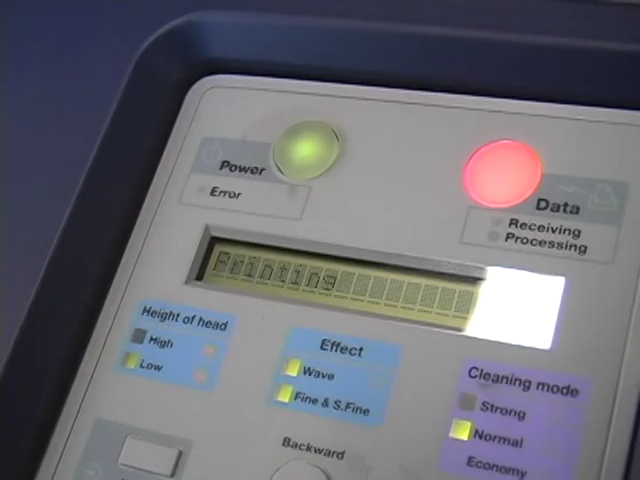 Power
Error
Data
Receiving
Processing
Printing
Height of head
High
Low
Effect
Wave
Fine & S.Fine
Cleaning mode
Strong
Normal
Economy
Backward